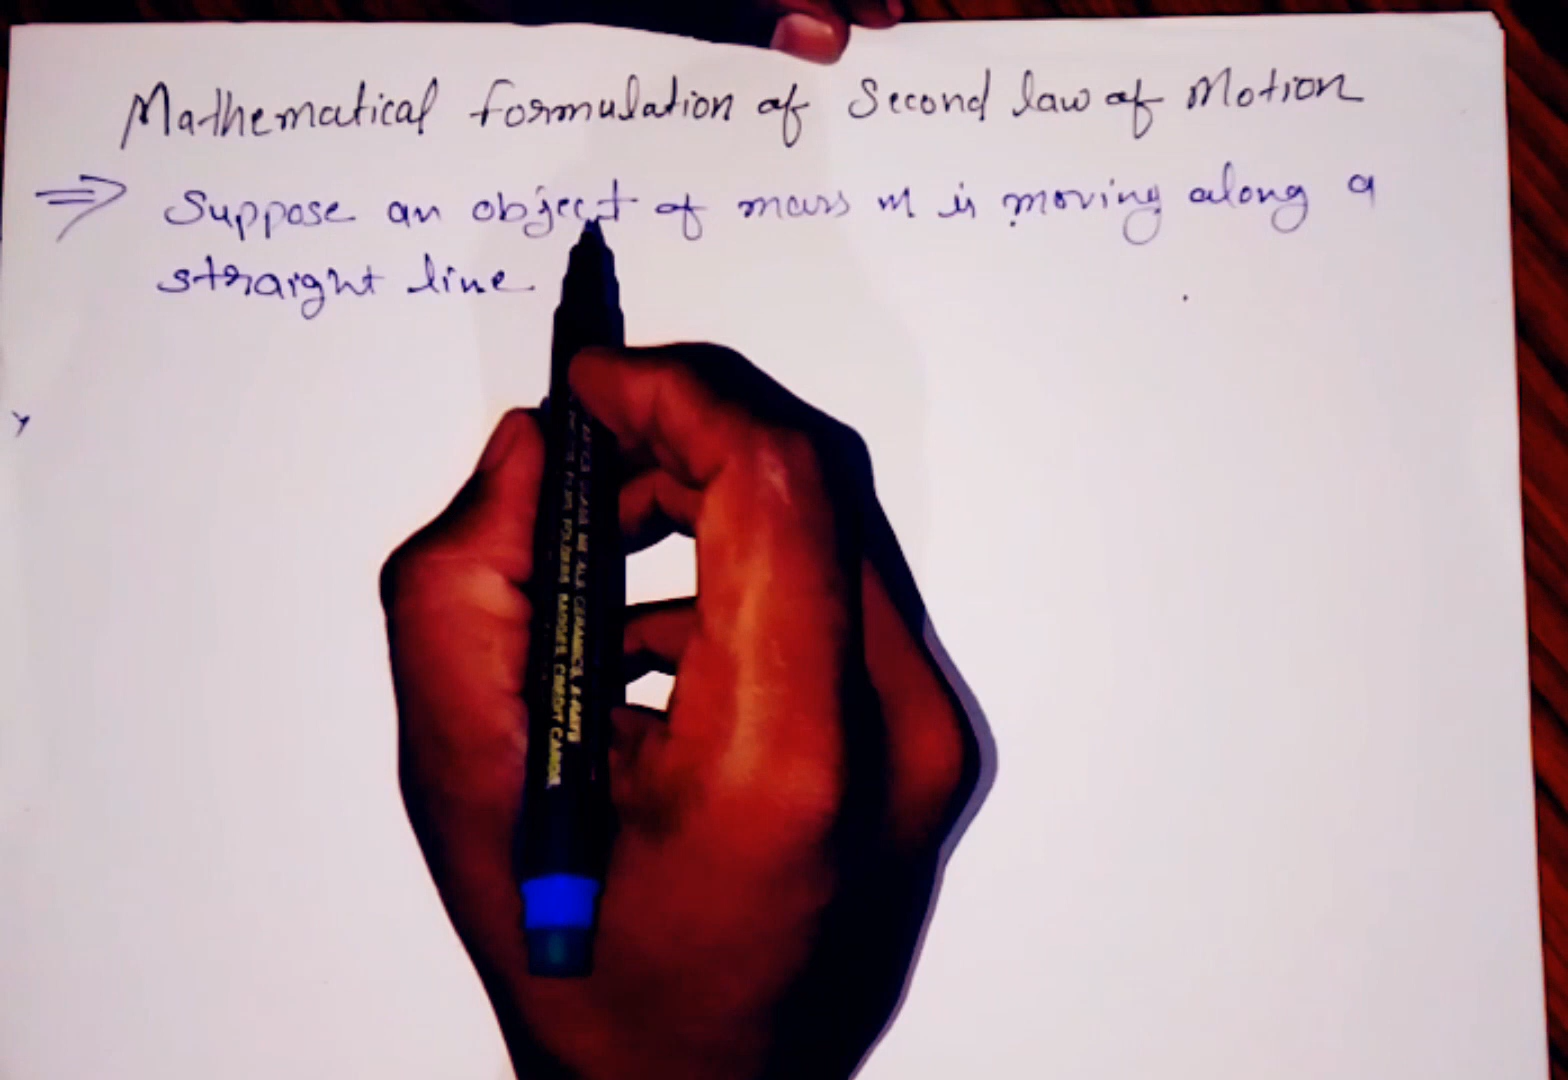 Mathematical formulation of Second law of Motion
⇒ Suppose an object of mass m is moving along a
straight line